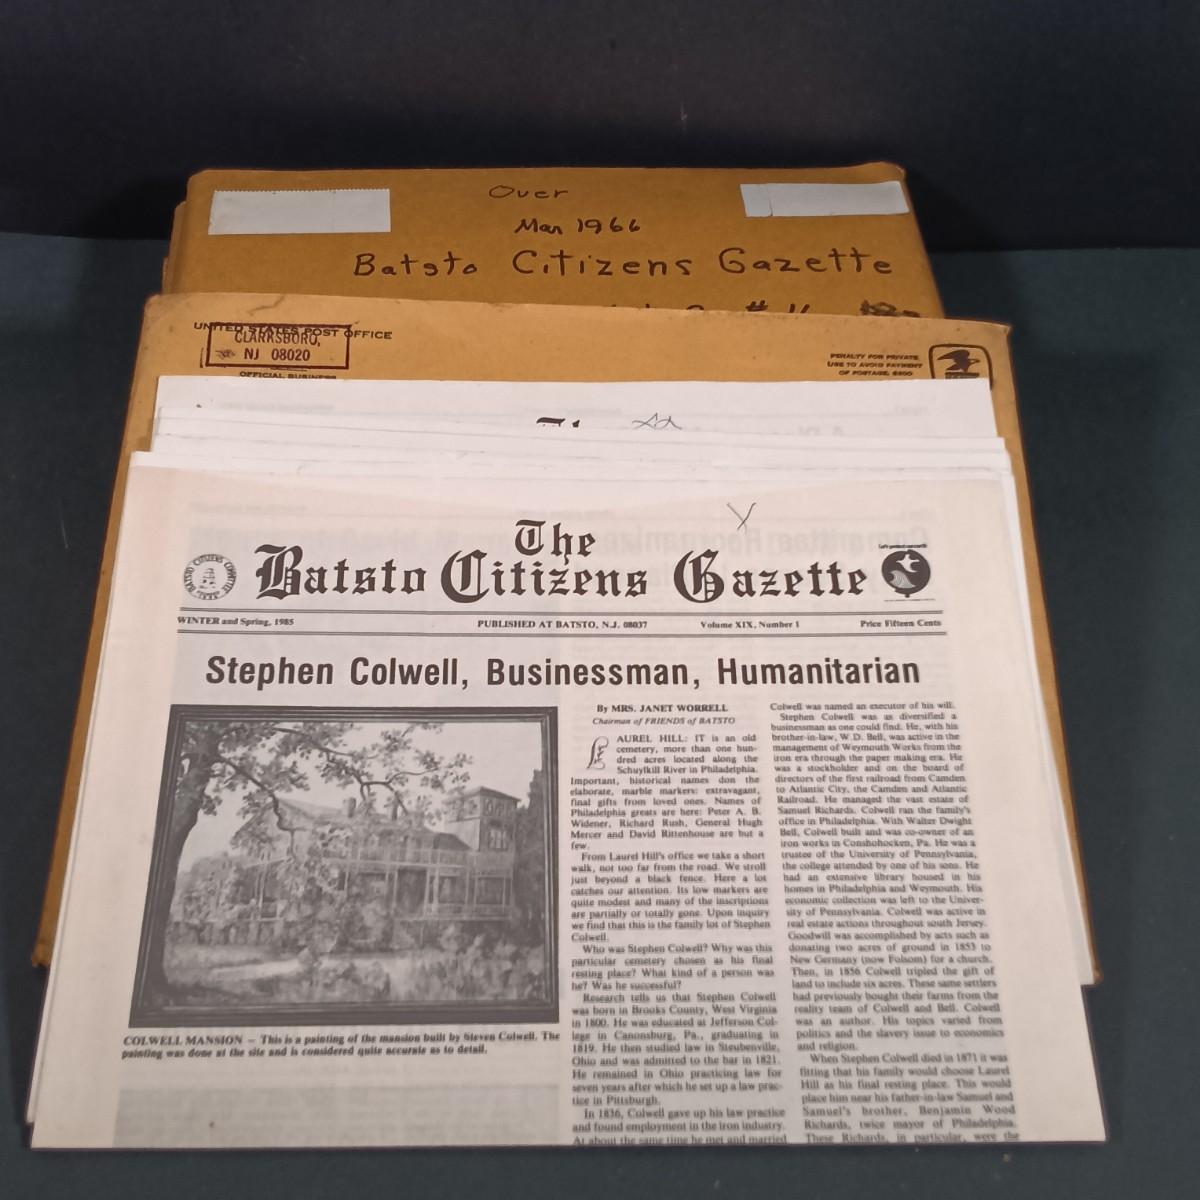 Over
Mar 1966
Batsto Citizens Gazette
UNITED STATES POST OFFICE
CLARKSBORO,
NJ 08020
OFFICIAL BUSINESS
PENALTY FOR PRIVATE
USE TO AVOID PAYMENT
OF POSTAGE, $300
The
Batsto Citizens Gazette
WINTER and Spring, 1985 PUBLISHED AT BATSTO, N.J. 08037 Volume XIX, Number 1 Price Fifteen Cents
Stephen Colwell, Businessman, Humanitarian
COLWELL MANSION — This is a painting of the mansion built by Steven Colwell. The
painting was done at the site and is considered quite accurate as to detail.
By MRS. JANET WORRELL
Chairman of FRIENDS of BATSTO
LAUREL HILL: IT is an old
cemetery, more than one hun-
dred acres located along the
Schuylkill River in Philadelphia.
Important, historical names don the
elaborate, marble markers: extravagant,
final gifts from loved ones. Names of
Philadelphia greats are here: Peter A. B.
Widener, Richard Rush, General Hugh
Mercer and David Rittenhouse are but a
few.
From Laurel Hill's office we take a short
walk, not too far from the road. We stroll
just beyond a black fence. Here a lot
catches our attention. Its low markers are
quite modest and many of the inscriptions
are partially or totally gone. Upon inquiry
we find that this is the family lot of Stephen
Colwell.
Who was Stephen Colwell? Why was this
particular cemetery chosen as his final
resting place? What kind of a person was
he? Was he successful?
Research tells us that Stephen Colwell
was born in Brooks County, West Virginia
in 1800. He was educated at Jefferson Col-
lege in Canonsburg, Pa., graduating in
1819. He then studied law in Steubenville,
Ohio and was admitted to the bar in 1821.
He remained in Ohio practicing law for
seven years after which he set up a law prac-
tice in Pittsburgh.
In 1836, Colwell gave up his law practice
and found employment in the iron industry.
At about the same time he met and married
Colwell was named an executor of his will.
Stephen Colwell was as diversified a
businessman as one could find. He, with his
brother-in-law, W.D. Bell, was active in the
management of Weymouth Works from the
iron era through the paper making era. He
was a stockholder and on the board of
directors of the first railroad from Camden
to Atlantic City, the Camden and Atlantic
Railroad. He managed the vast estate of
Samuel Richards. Colwell ran the family's
office in Philadelphia. With Walter Dwight
Bell, Colwell built and was co-owner of an
iron works in Conshohocken, Pa. He was a
trustee of the University of Pennsylvania,
the college attended by one of his sons. He
had an extensive library housed in his
homes in Philadelphia and Weymouth. His
economic collection was left to the Univer-
sity of Pennsylvania. Colwell was active in
real estate actions throughout south Jersey.
Goodwill was accomplished by acts such as
donating two acres of ground in 1853 to
New Germany (now Folsom) for a church.
Then, in 1856 Colwell tripled the gift of
land to include six acres. These same settlers
had previously bought their farms from the
reality team of Colwell and Bell. Colwell
was an author. His topics varied from
politics and the slavery issue to economics
and religion.
When Stephen Colwell died in 1871 it was
fitting that his family would choose Laurel
Hill as his final resting place. This would
place him near his father-in-law Samuel and
Samuel's brother, Benjamin Wood
Richards, twice mayor of Philadelphia.
These Richards, in particular, were the